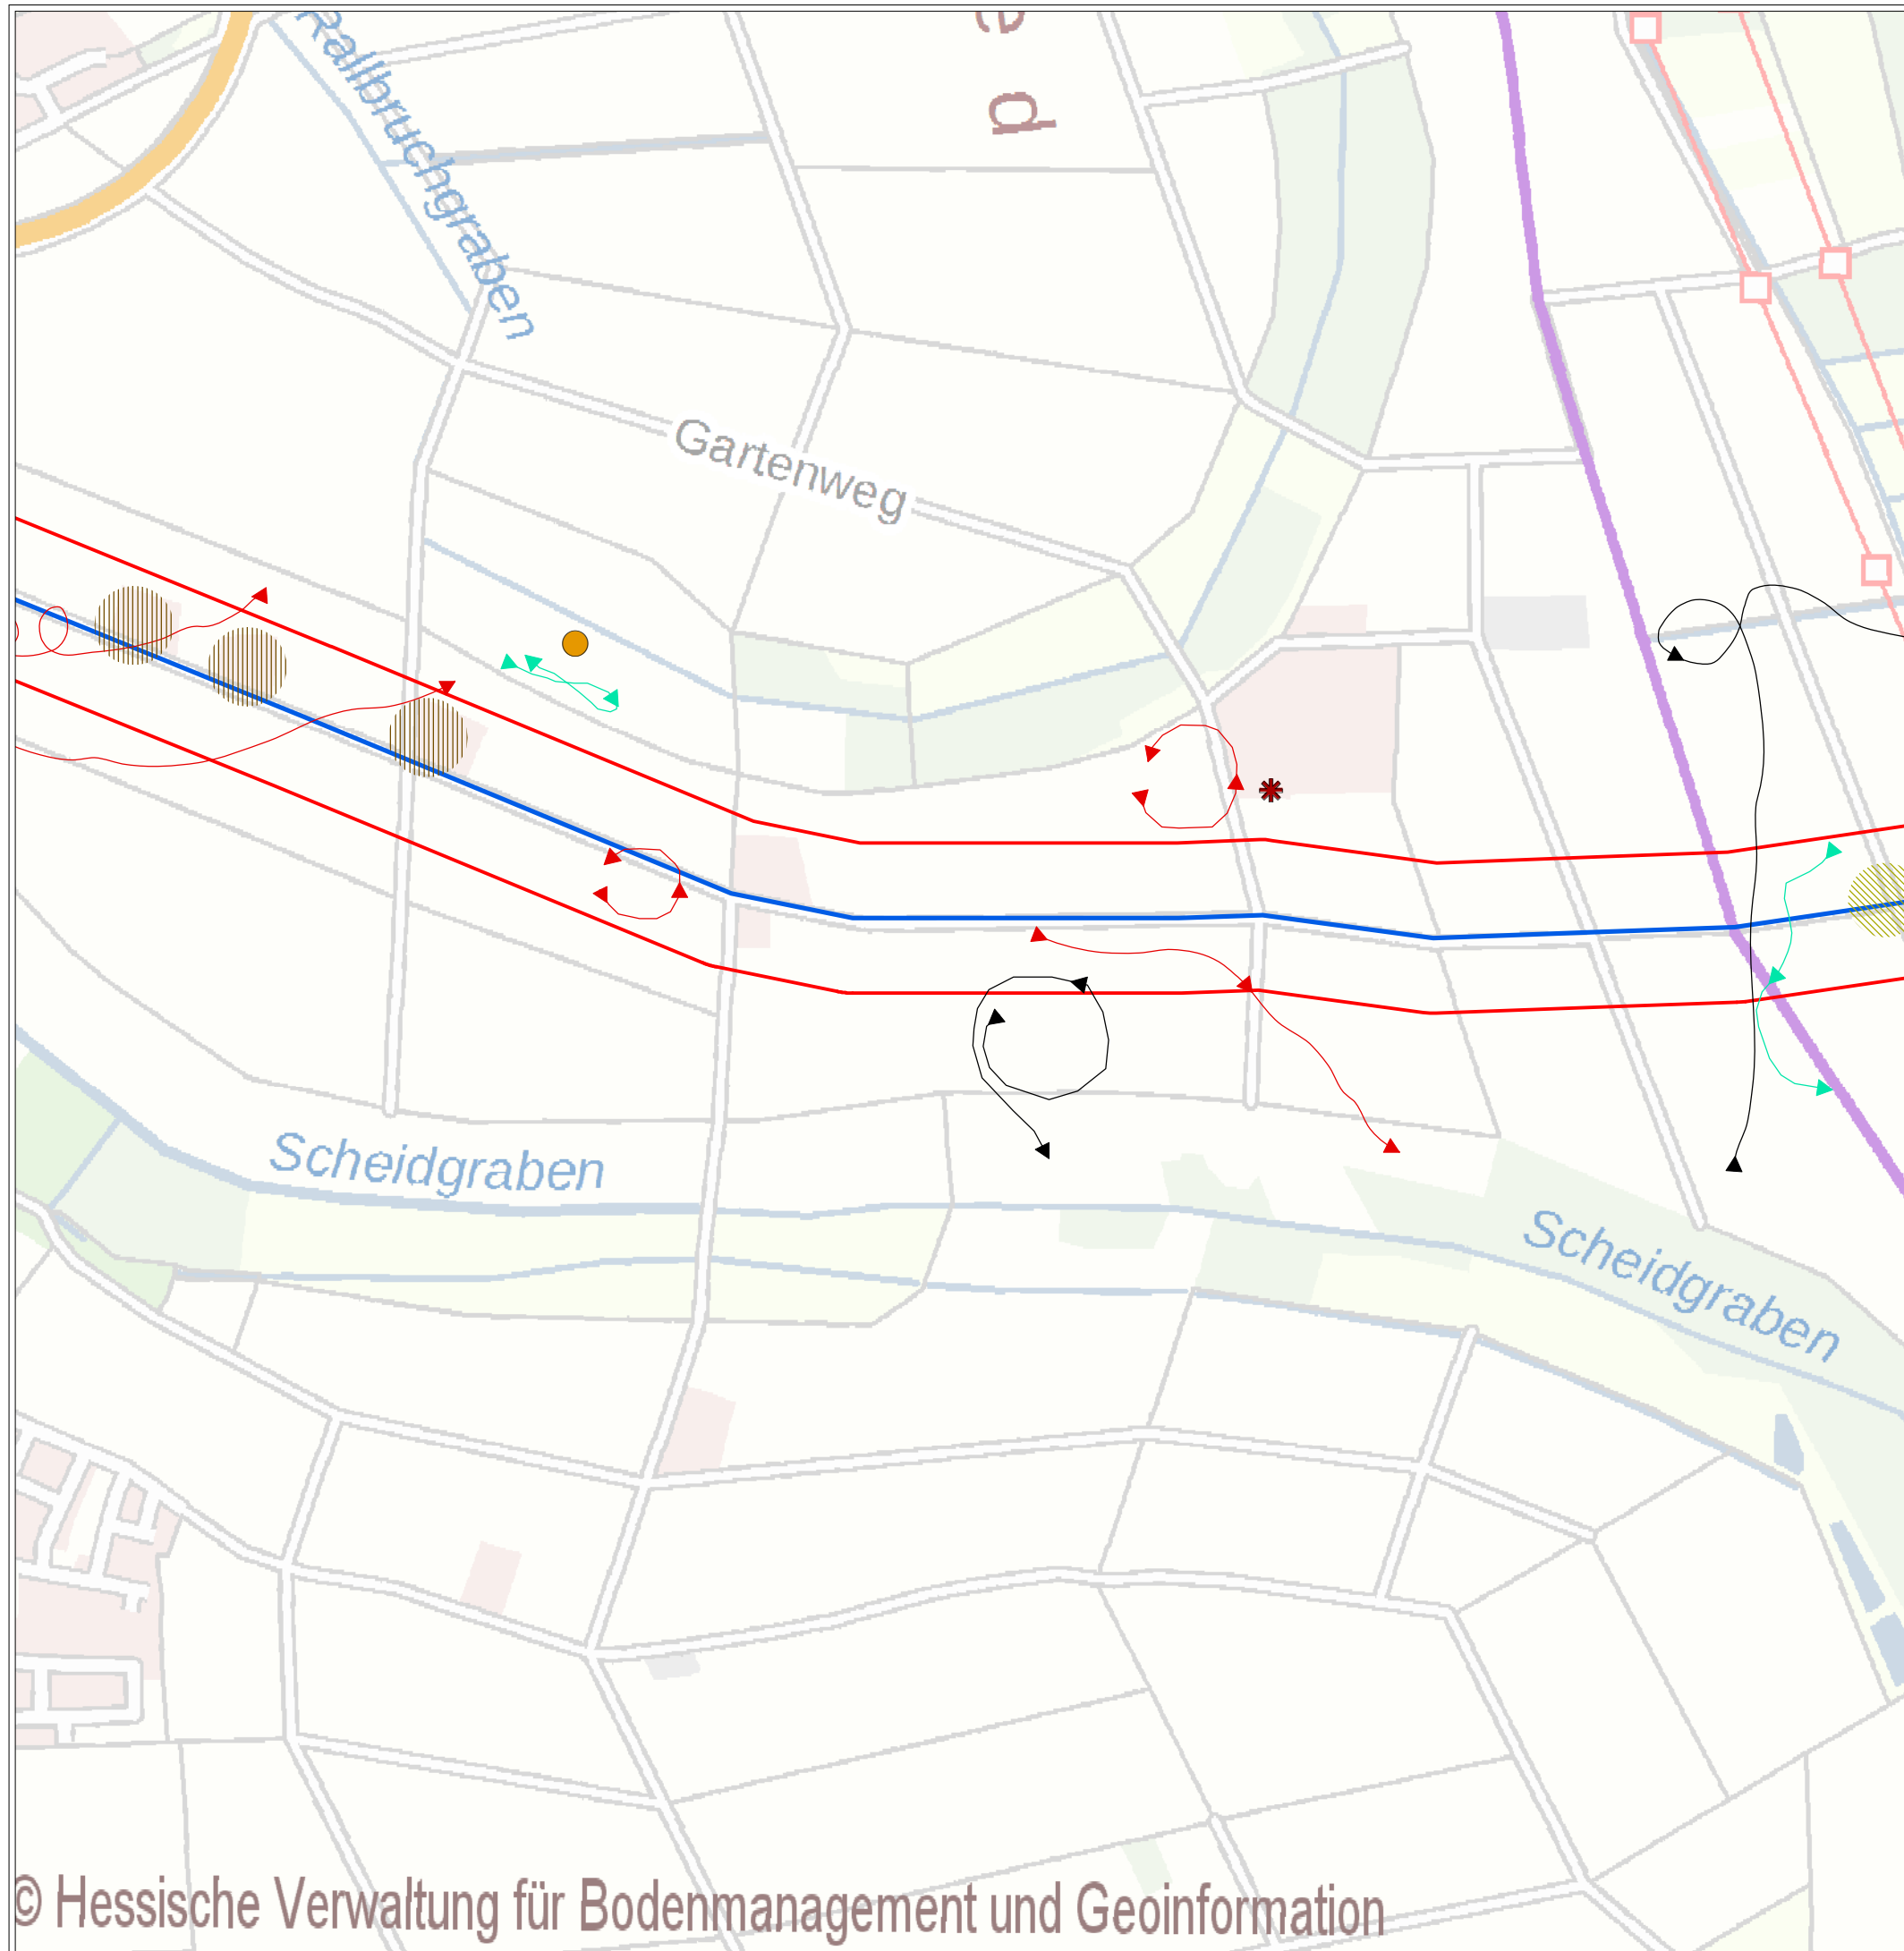 Rallbruchgraben
d
Gartenweg
Scheidgraben
Scheidgraben
© Hessische Verwaltung für Bodenmanagement und Geoinformation